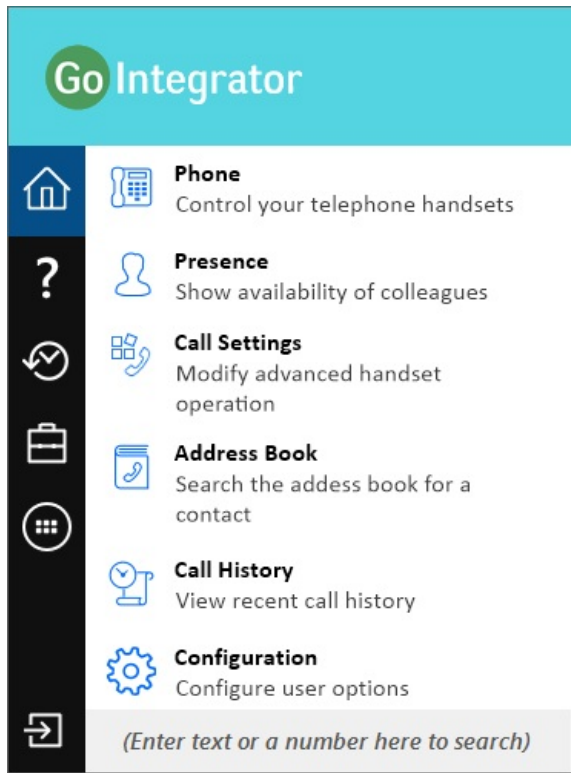 Go Integrator
Phone
Control your telephone handsets
Presence
Show availability of colleagues
Call Settings
Modify advanced handset
operation
Address Book
Search the addess book for a
contact
Call History
View recent call history
Configuration
Configure user options
?
(Enter text or a number here to search)